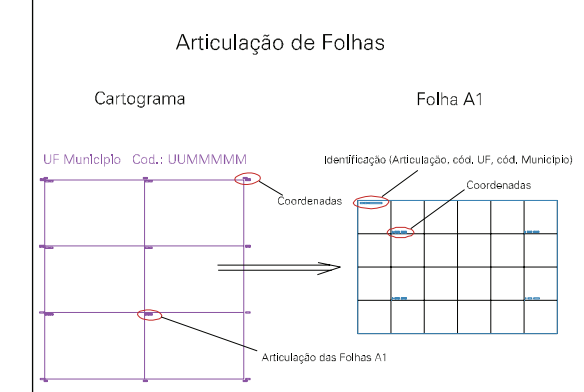 Articulação de Folhas
Cartograma
Folha A1
UF Município Cod.: UUMMMMM
Identificação (Articulação, cód. UF, cód. Município)
Coordenadas
Coordenadas
Articulação das Folhas A1